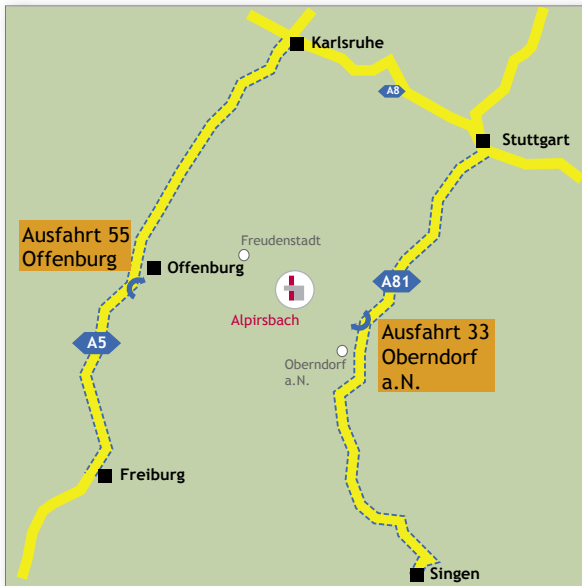 Karlsruhe
A8
Stuttgart
Ausfahrt 55
Offenburg
Freudenstadt
Offenburg
A81
Alpirsbach
Ausfahrt 33
Oberndorf
a.N.
A5
Oberndorf
a.N.
Freiburg
Singen